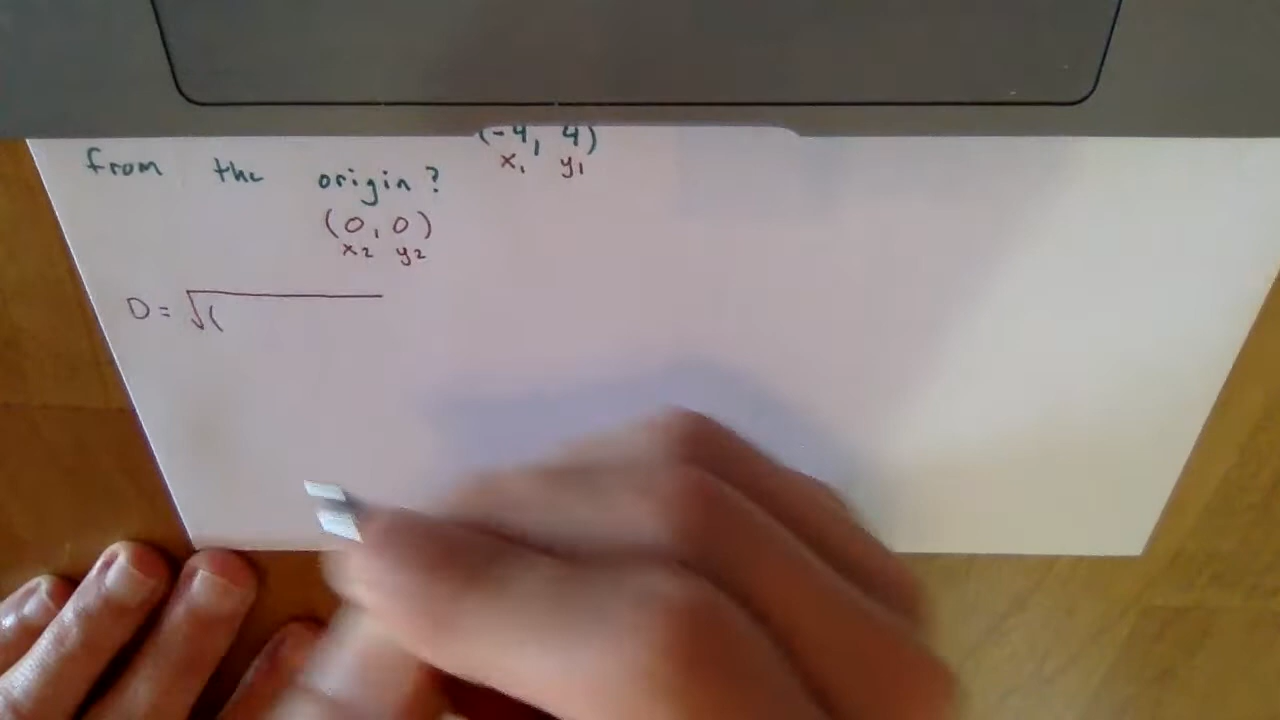 (-4, 4)
x₁ y₁
from the origin?
(0, 0)
x₂ y₂
D = √(